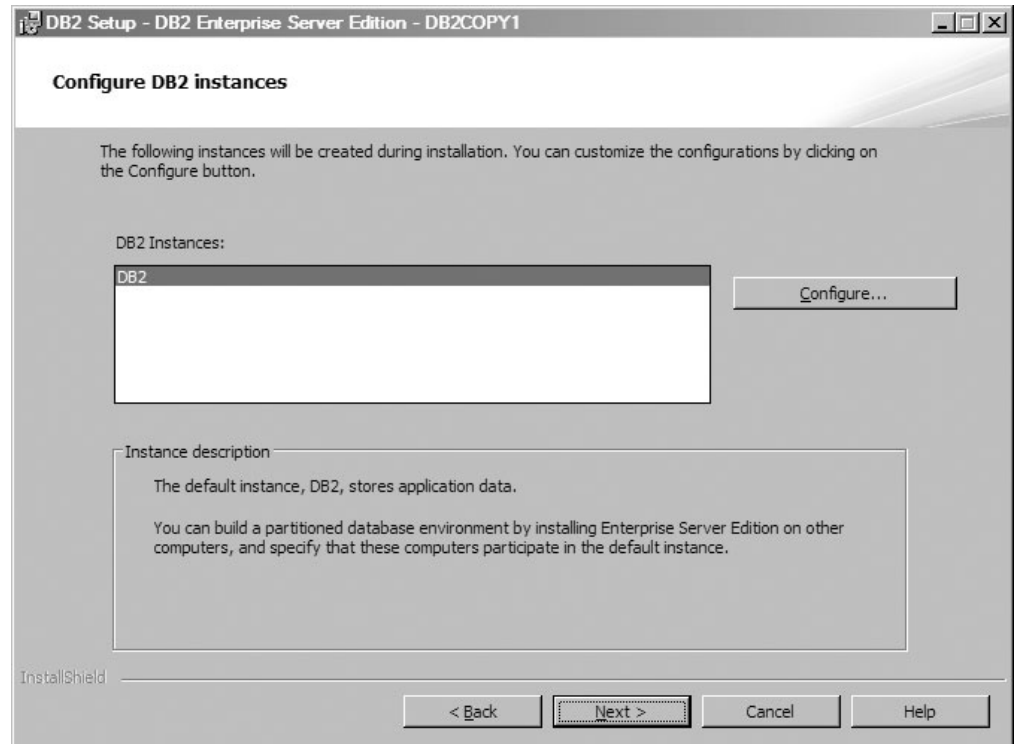 DB2 Setup - DB2 Enterprise Server Edition - DB2COPY1
Configure DB2 instances
The following instances will be created during installation. You can customize the configurations by clicking on
the Configure button.
DB2 Instances:
DB2
Configure...
Instance description
The default instance, DB2, stores application data.
You can build a partitioned database environment by installing Enterprise Server Edition on other
computers, and specify that these computers participate in the default instance.
InstallShield
< Back
Next >
Cancel
Help